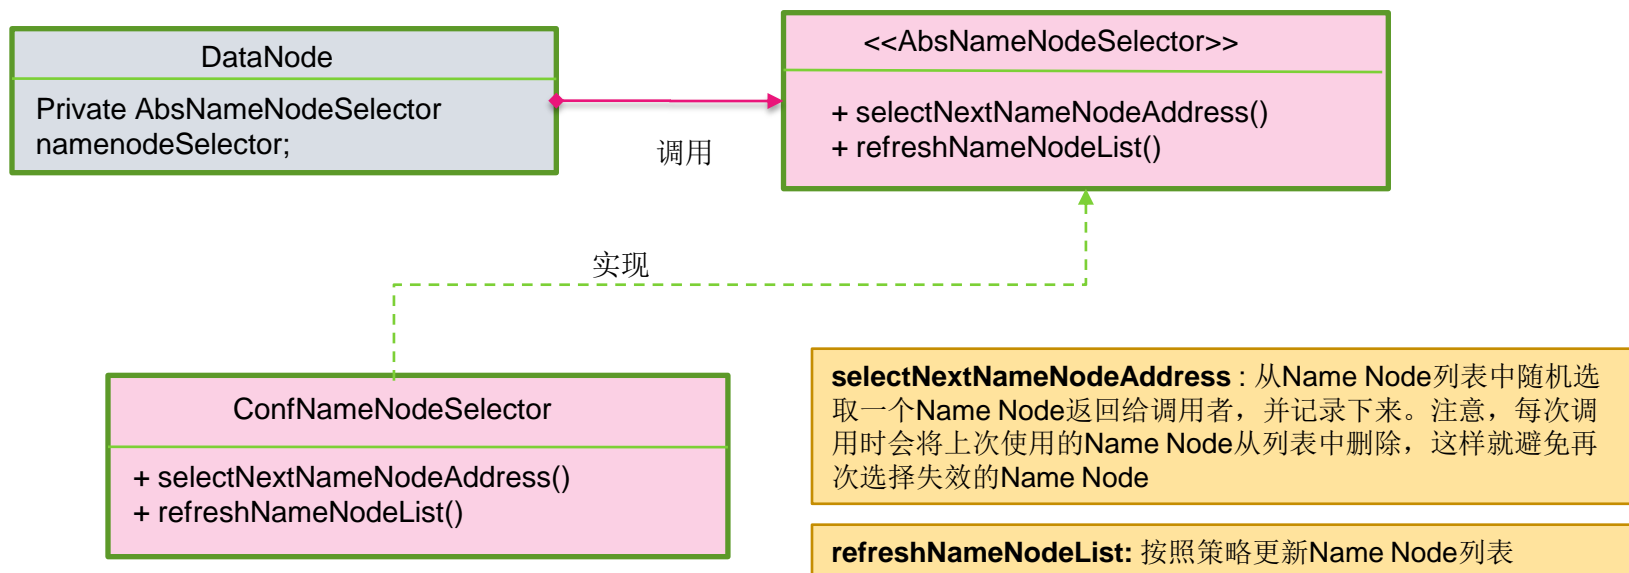 DataNode
Private AbsNameNodeSelector
namenodeSelector;
调用
<<AbsNameNodeSelector>>
+ selectNextNameNodeAddress()
+ refreshNameNodeList()
实现
ConfNameNodeSelector
+ selectNextNameNodeAddress()
+ refreshNameNodeList()
selectNextNameNodeAddress : 从Name Node列表中随机选
取一个Name Node返回给调用者，并记录下来。注意，每次调
用时会将上次使用的Name Node从列表中删除，这样就避免再
次选择失效的Name Node
refreshNameNodeList: 按照策略更新Name Node列表